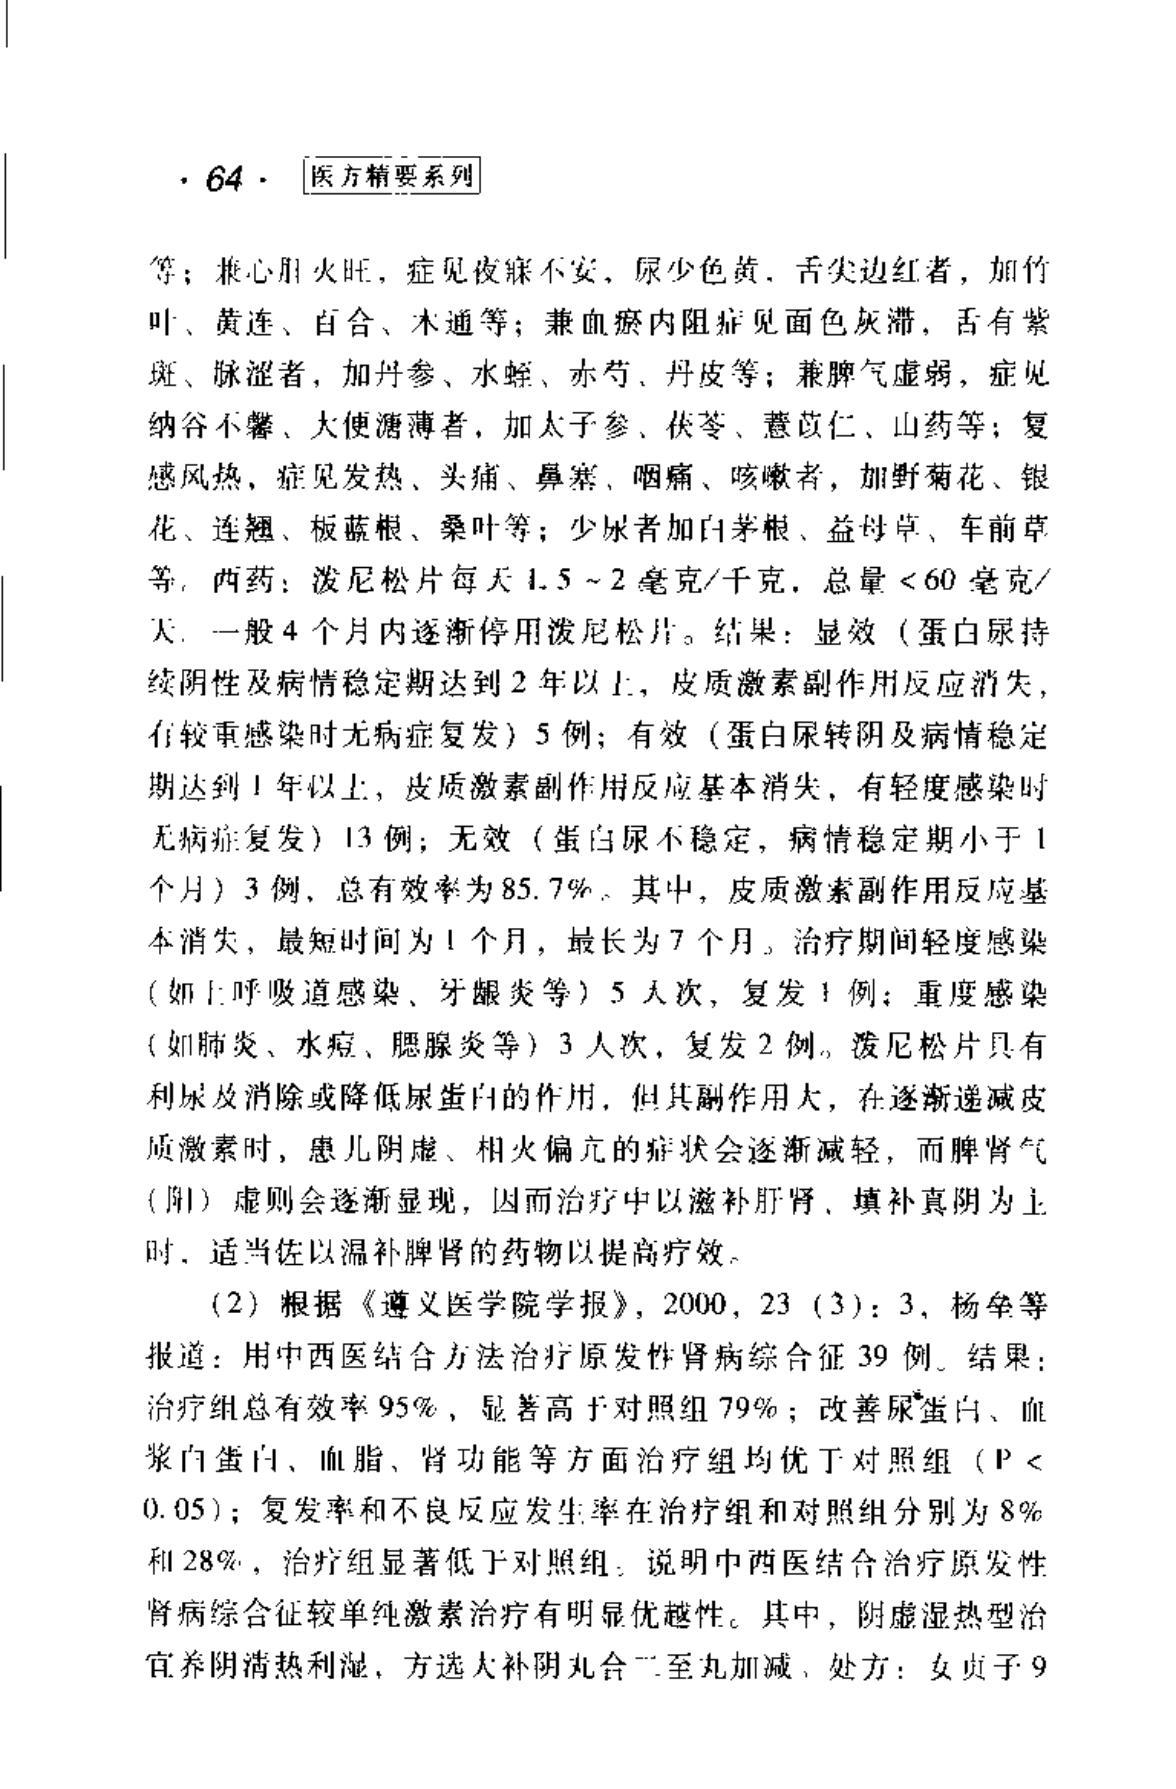 · 64 · 医方精要系列
等；兼心肝火旺，症见夜寐不安，尿少色黄，舌尖边红者，加竹
叶、黄连、百合、木通等；兼血瘀内阻症见面色灰滞，舌有紫
斑、脉涩者，加丹参、水蛭、赤芍、丹皮等；兼脾气虚弱，症见
纳谷不馨、大便溏薄者，加太子参、茯苓、薏苡仁、山药等；复
感风热，症见发热、头痛、鼻塞、咽痛、咳嗽者，加野菊花、银
花、连翘、板蓝根、桑叶等；少尿者加白茅根、益母草、车前草
等。西药：泼尼松片每天 1.5 ~ 2 毫克/千克，总量 < 60 毫克/
天，一般 4 个月内逐渐停用泼尼松片。结果：显效（蛋白尿持
续阴性及病情稳定期达到 2 年以上，皮质激素副作用反应消失，
有较重感染时无病症复发）5 例；有效（蛋白尿转阴及病情稳定
期达到 1 年以上，皮质激素副作用反应基本消失，有轻度感染时
无病症复发）13 例；无效（蛋白尿不稳定，病情稳定期小于 1
个月）3 例，总有效率为 85.7%。其中，皮质激素副作用反应基
本消失，最短时间为 1 个月，最长为 7 个月。治疗期间轻度感染
（如上呼吸道感染、牙龈炎等）5 人次，复发 1 例；重度感染
（如肺炎、水痘、腮腺炎等）3 人次，复发 2 例。泼尼松片具有
利尿及消除或降低尿蛋白的作用，但其副作用大，在逐渐递减皮
质激素时，患儿阴虚、相火偏亢的症状会逐渐减轻，而脾肾气
（阳）虚则会逐渐显现，因而治疗中以滋补肝肾、填补真阴为主
时，适当佐以温补脾肾的药物以提高疗效。
（2）根据《遵义医学院学报》，2000，23（3）：3，杨牮等
报道：用中西医结合方法治疗原发性肾病综合征 39 例。结果：
治疗组总有效率 95%，显著高于对照组 79%；改善尿蛋白、血
浆白蛋白、血脂、肾功能等方面治疗组均优于对照组（P <
0.05）；复发率和不良反应发生率在治疗组和对照组分别为 8%
和 28%，治疗组显著低于对照组。说明中西医结合治疗原发性
肾病综合征较单纯激素治疗有明显优越性。其中，阴虚湿热型治
宜养阴清热利湿，方选大补阴丸合二至丸加减。处方：女贞子 9